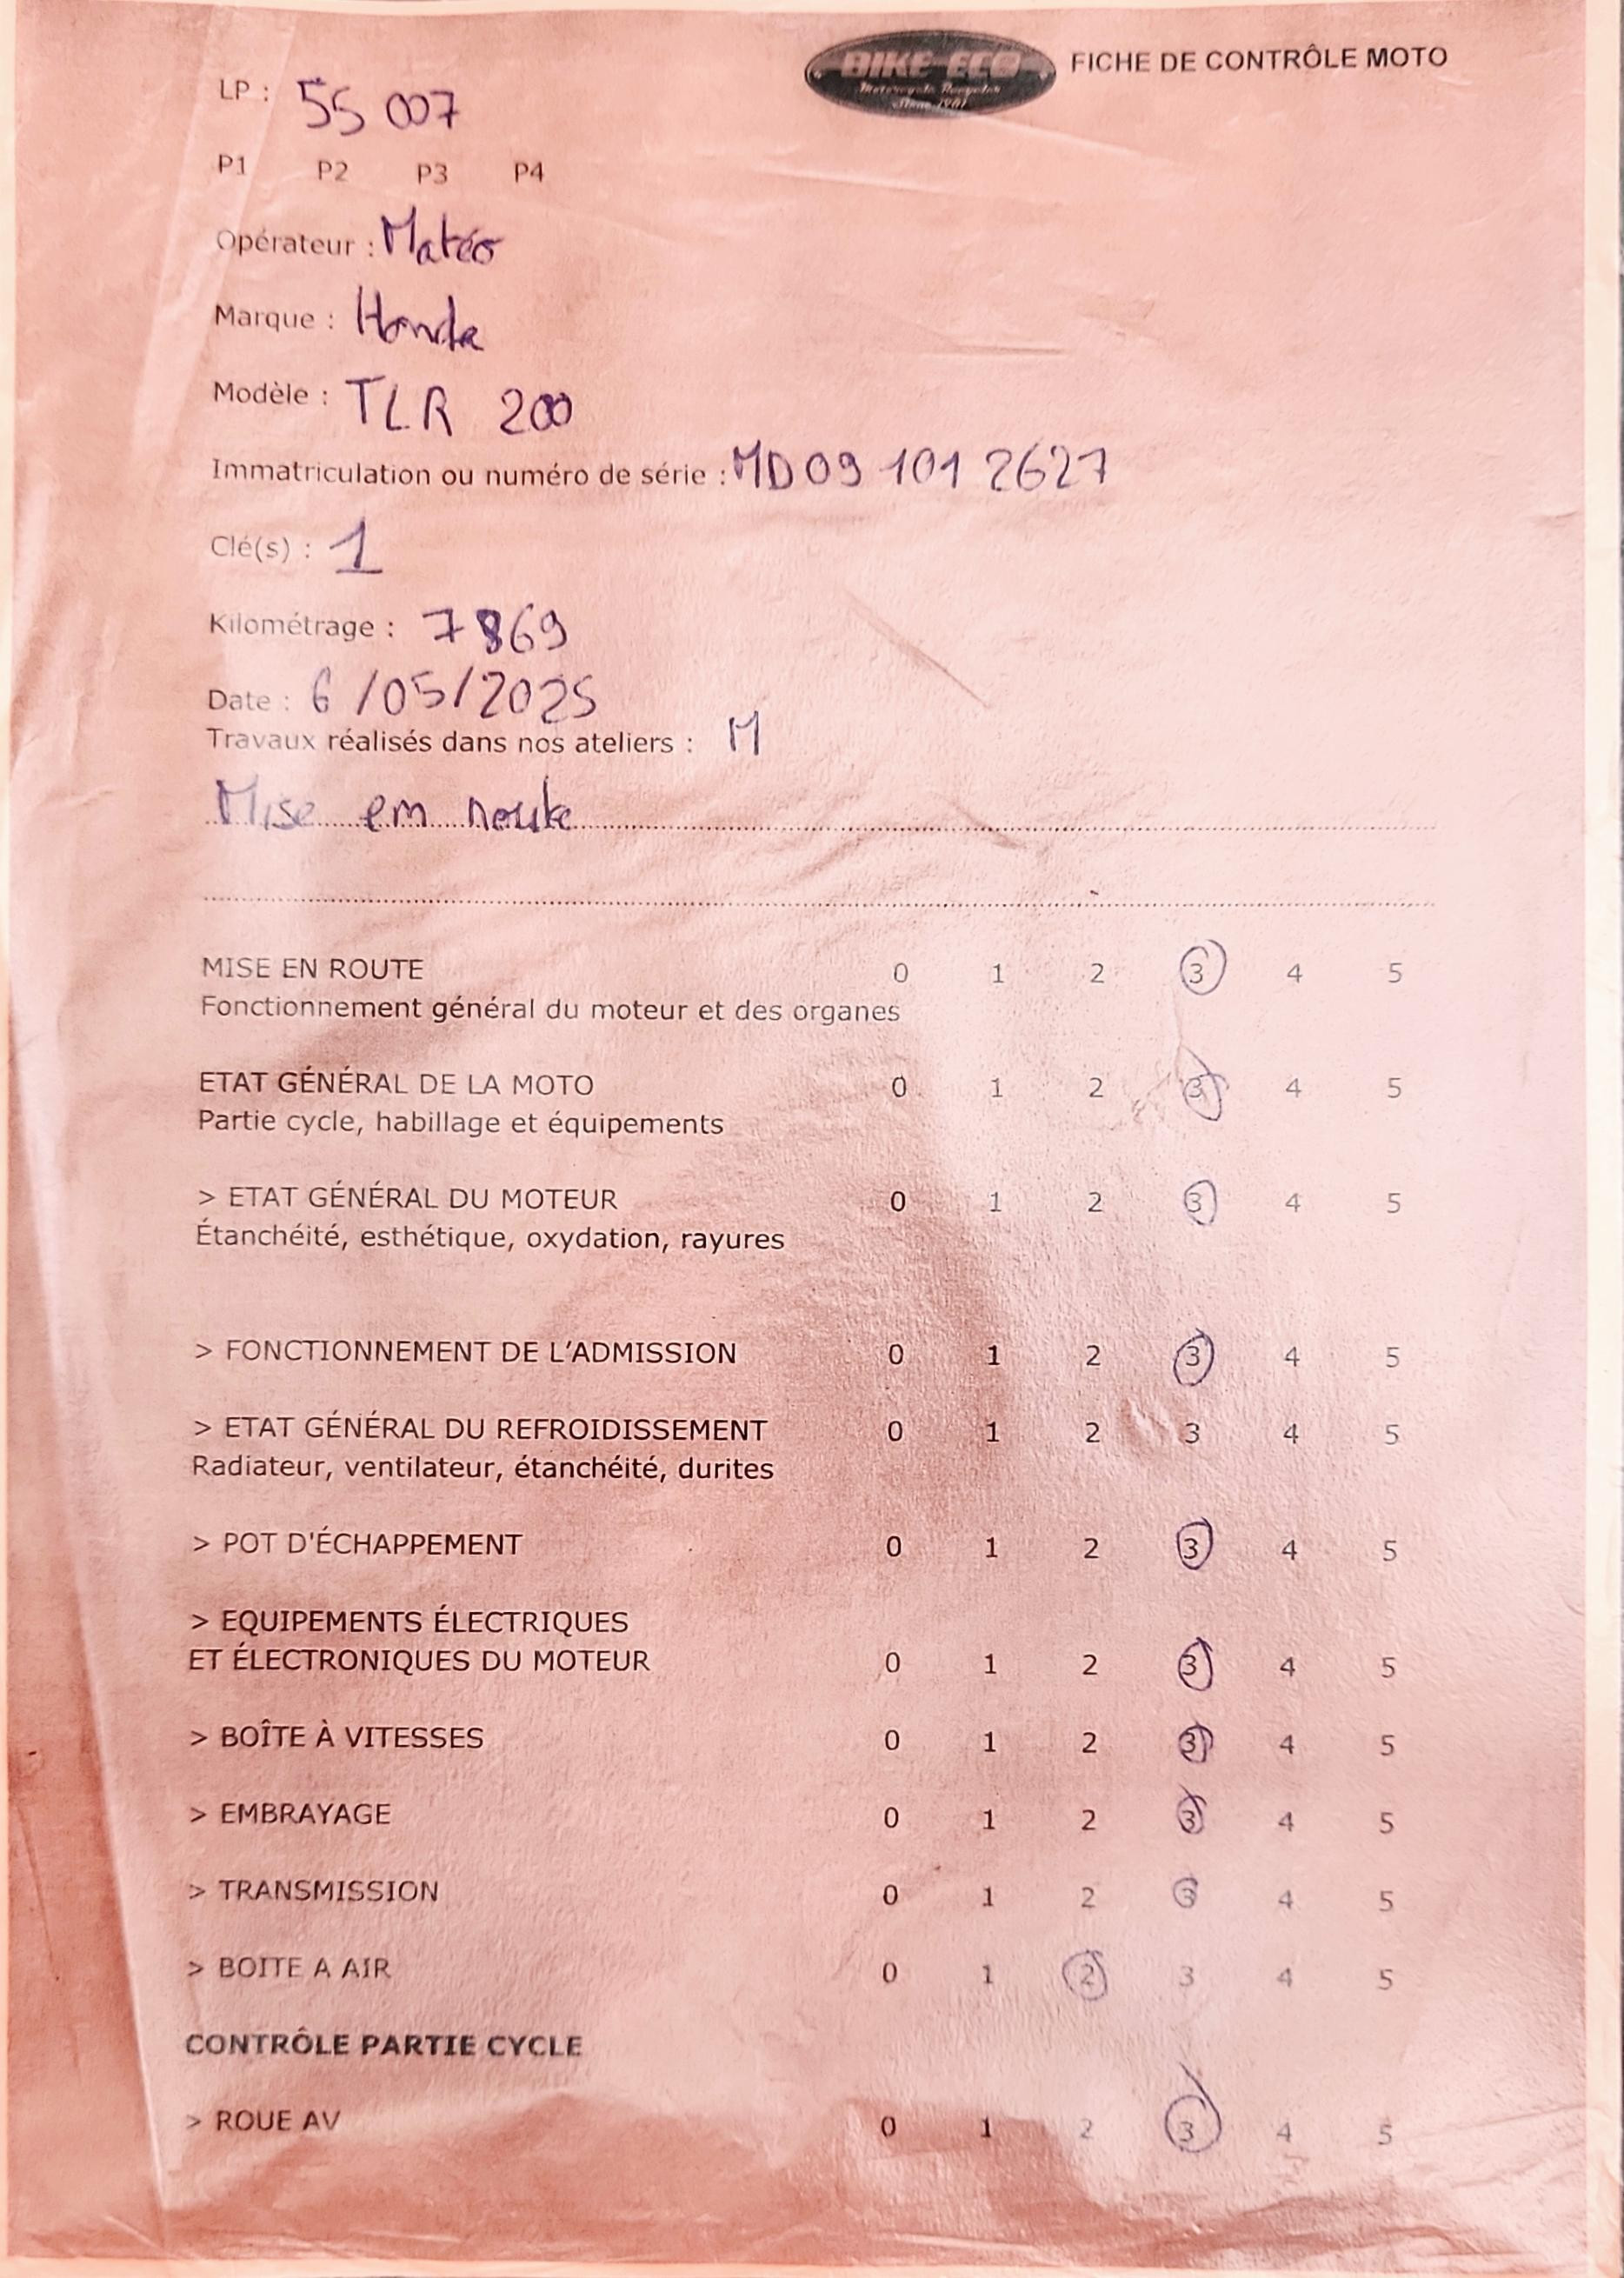 BIKE-ECO
Motorcycle Recycler
Since 1981
FICHE DE CONTRÔLE MOTO
LP : 55 007
P1 P2 P3 P4
Opérateur : Matéo
Marque : Honda
Modèle : TLR 200
Immatriculation ou numéro de série : MD09 101 2627
Clé(s) : 1
Kilométrage : 7869
Date : 6/05/2025
Travaux réalisés dans nos ateliers : M
Mise en route
MISE EN ROUTE 0 1 2 3 4 5
Fonctionnement général du moteur et des organes
ETAT GÉNÉRAL DE LA MOTO 0 1 2 3 4 5
Partie cycle, habillage et équipements
> ETAT GÉNÉRAL DU MOTEUR 0 1 2 3 4 5
Étanchéité, esthétique, oxydation, rayures
> FONCTIONNEMENT DE L'ADMISSION 0 1 2 3 4 5
> ETAT GÉNÉRAL DU REFROIDISSEMENT 0 1 2 3 4 5
Radiateur, ventilateur, étanchéité, durites
> POT D'ÉCHAPPEMENT 0 1 2 3 4 5
> EQUIPEMENTS ÉLECTRIQUES
ET ÉLECTRONIQUES DU MOTEUR 0 1 2 3 4 5
> BOÎTE À VITESSES 0 1 2 3 4 5
> EMBRAYAGE 0 1 2 3 4 5
> TRANSMISSION 0 1 2 3 4 5
> BOITE A AIR 0 1 2 3 4 5
CONTRÔLE PARTIE CYCLE
> ROUE AV 0 1 2 3 4 5